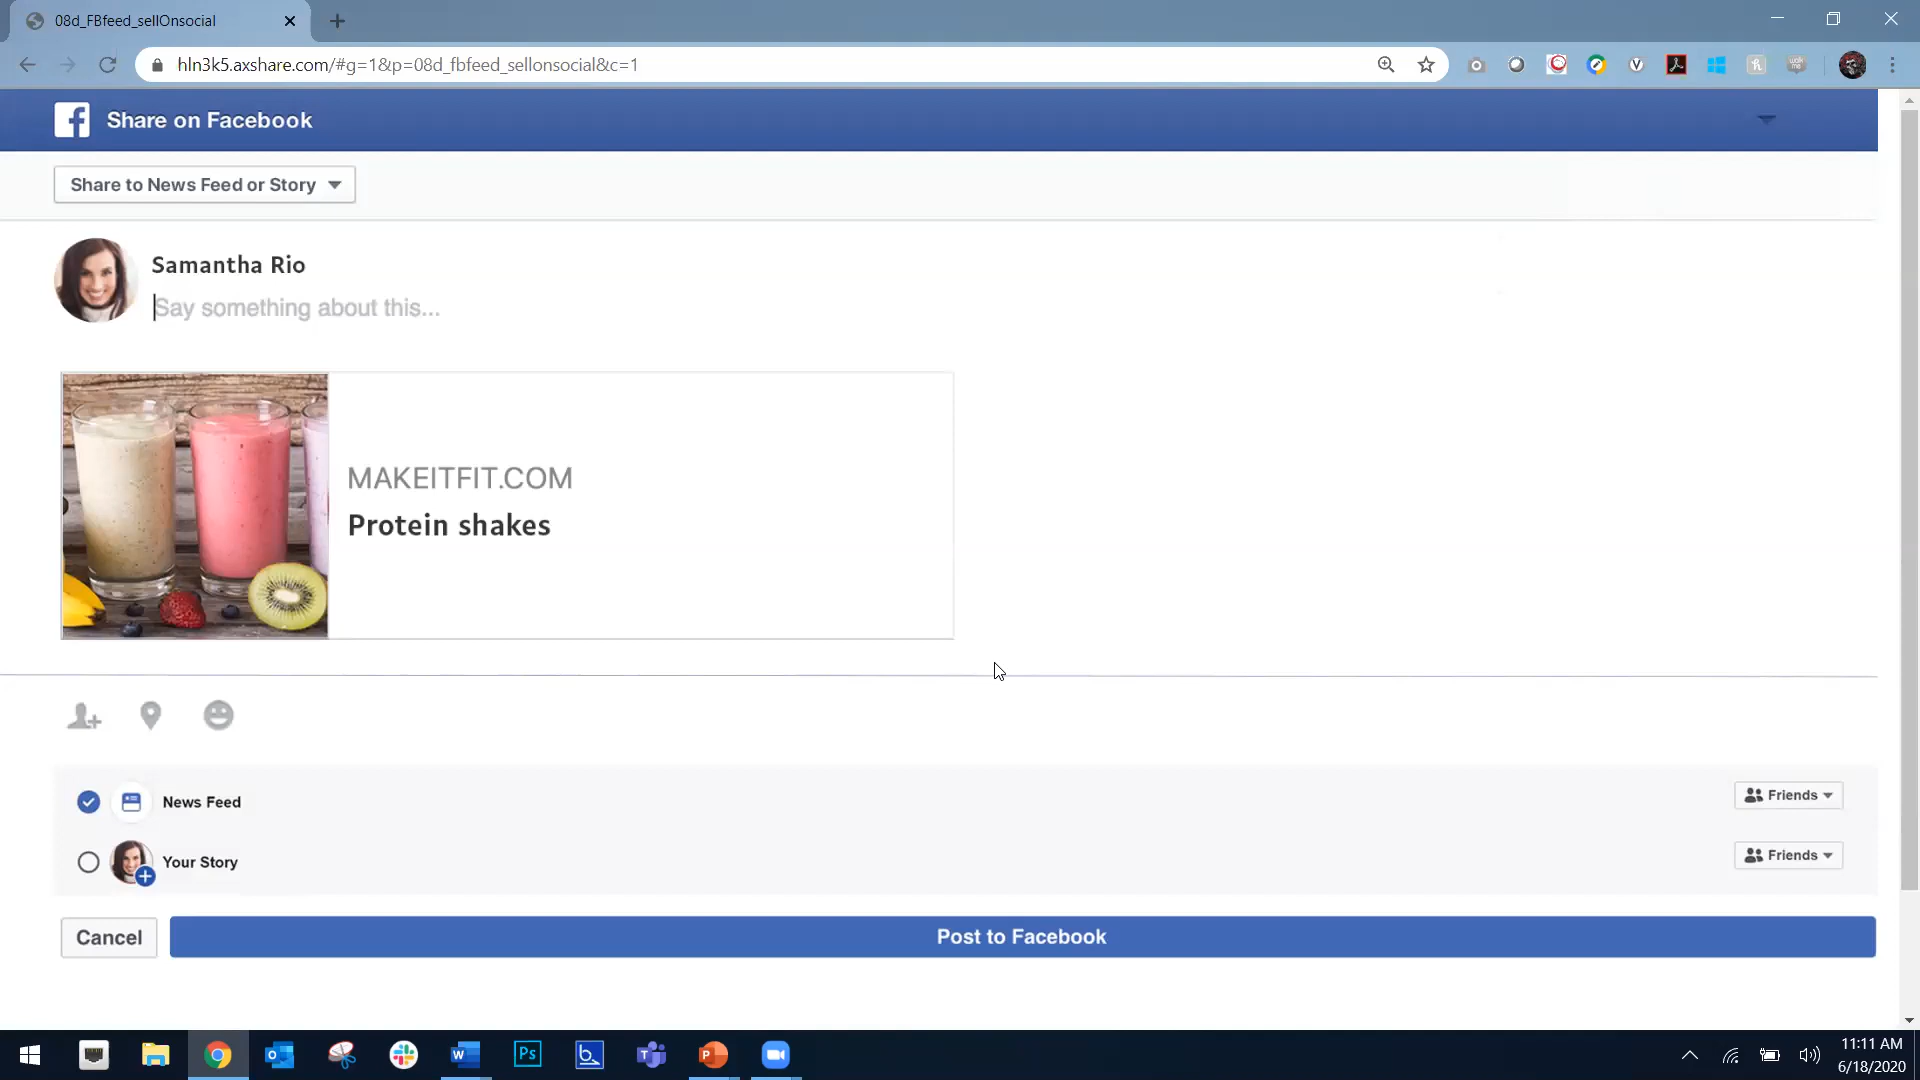 08d_FBfeed_sellOnsocial
hln3k5.axshare.com/#g=1&p=08d_fbfeed_sellonsocial&c=1
Share on Facebook
Share to News Feed or Story
Samantha Rio
Say something about this...
MAKEITFIT.COM
Protein shakes
News Feed
Friends
Your Story
Friends
Cancel
Post to Facebook
11:11 AM
6/18/2020